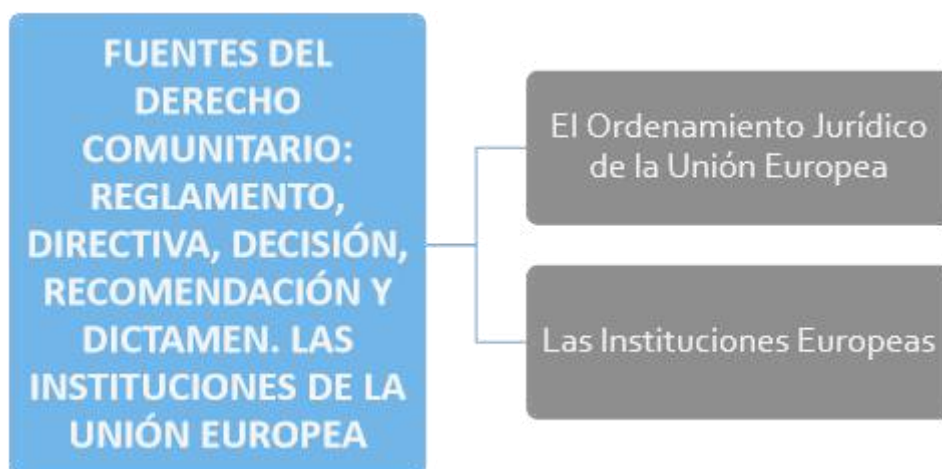 FUENTES DEL
DERECHO
COMUNITARIO:
REGLAMENTO,
DIRECTIVA, DECISIÓN,
RECOMENDACIÓN Y
DICTAMEN. LAS
INSTITUCIONES DE LA
UNIÓN EUROPEA
El Ordenamiento Jurídico
de la Unión Europea
Las Instituciones Europeas